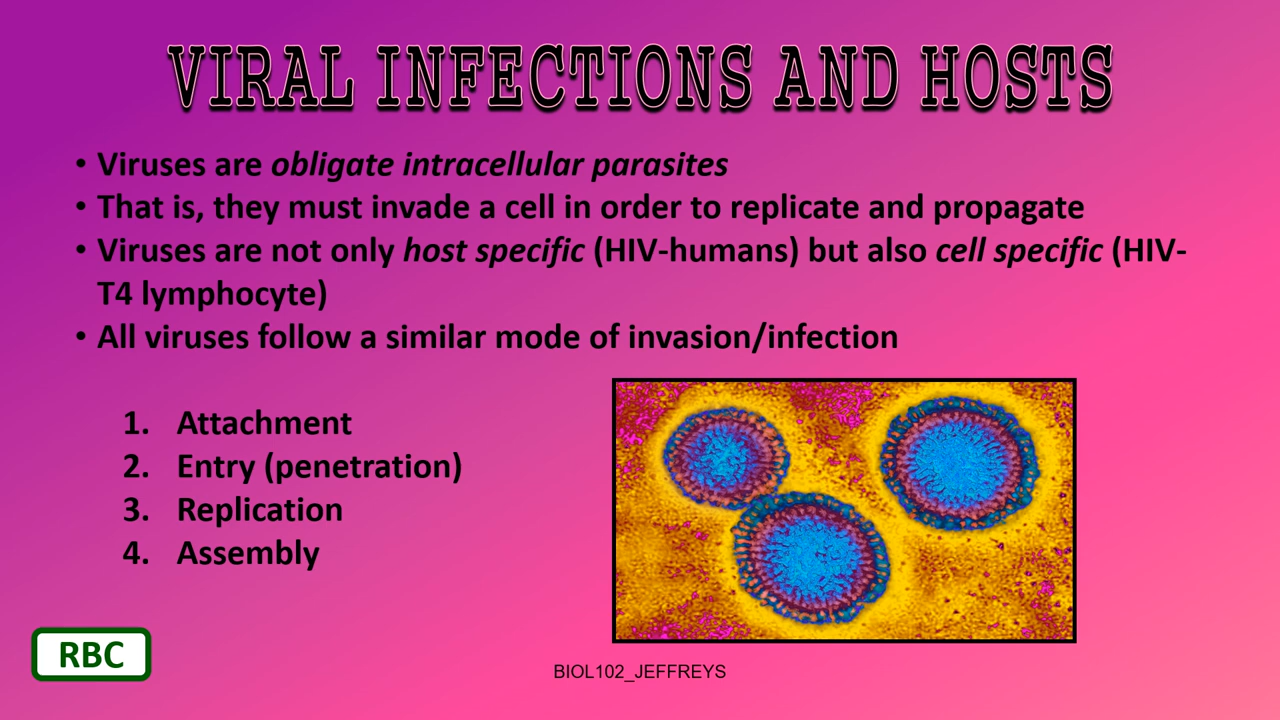 VIRAL INFECTIONS AND HOSTS
• Viruses are obligate intracellular parasites
• That is, they must invade a cell in order to replicate and propagate
• Viruses are not only host specific (HIV-humans) but also cell specific (HIV-
T4 lymphocyte)
• All viruses follow a similar mode of invasion/infection
1. Attachment
2. Entry (penetration)
3. Replication
4. Assembly
RBC
BIOL102_JEFFREYS